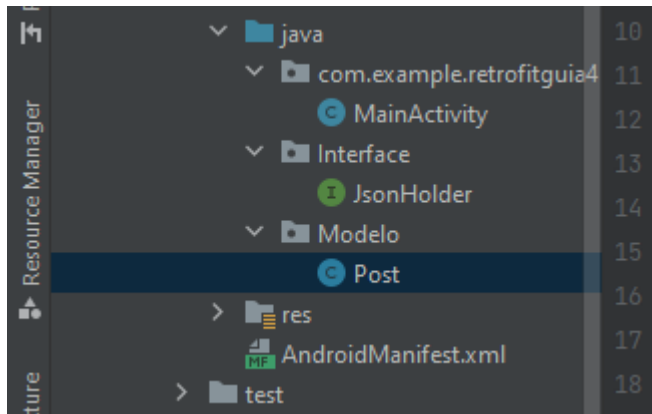 java
com.example.retrofitguia4
MainActivity
Interface
I JsonHolder
Modelo
C Post
res
MF AndroidManifest.xml
test
Resource Manager
10
11
12
13
14
15
16
17
18